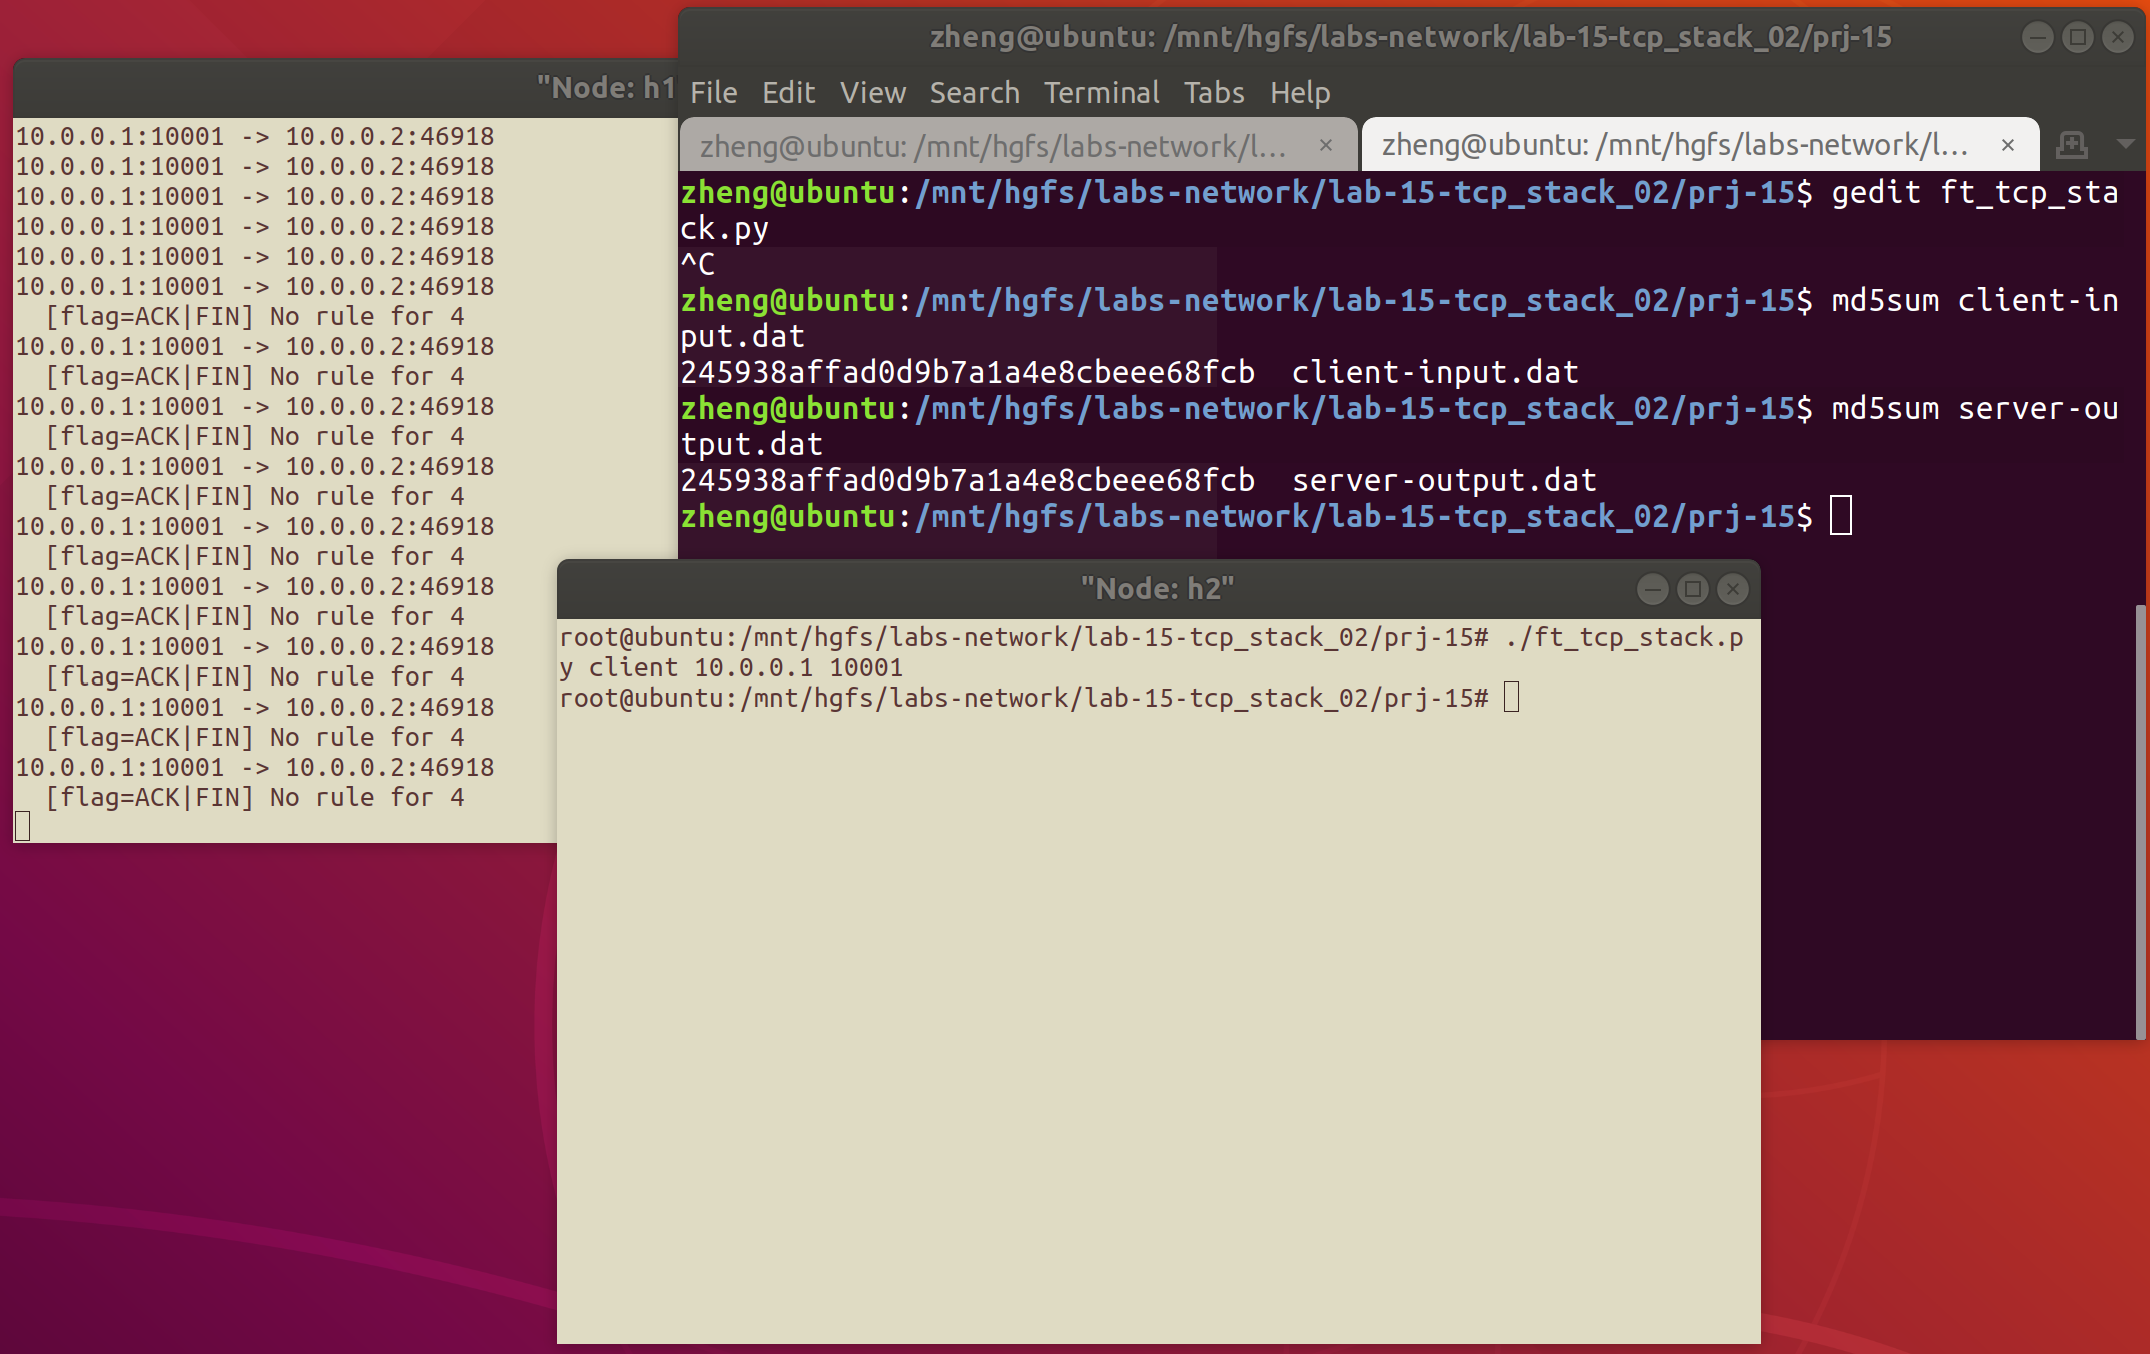 "Node: h1
10.0.0.1:10001 -> 10.0.0.2:46918
10.0.0.1:10001 -> 10.0.0.2:46918
10.0.0.1:10001 -> 10.0.0.2:46918
10.0.0.1:10001 -> 10.0.0.2:46918
10.0.0.1:10001 -> 10.0.0.2:46918
10.0.0.1:10001 -> 10.0.0.2:46918
[flag=ACK|FIN] No rule for 4
10.0.0.1:10001 -> 10.0.0.2:46918
[flag=ACK|FIN] No rule for 4
10.0.0.1:10001 -> 10.0.0.2:46918
[flag=ACK|FIN] No rule for 4
10.0.0.1:10001 -> 10.0.0.2:46918
[flag=ACK|FIN] No rule for 4
10.0.0.1:10001 -> 10.0.0.2:46918
[flag=ACK|FIN] No rule for 4
10.0.0.1:10001 -> 10.0.0.2:46918
[flag=ACK|FIN] No rule for 4
10.0.0.1:10001 -> 10.0.0.2:46918
[flag=ACK|FIN] No rule for 4
10.0.0.1:10001 -> 10.0.0.2:46918
[flag=ACK|FIN] No rule for 4
10.0.0.1:10001 -> 10.0.0.2:46918
[flag=ACK|FIN] No rule for 4
zheng@ubuntu: /mnt/hgfs/labs-network/lab-15-tcp_stack_02/prj-15
File Edit View Search Terminal Tabs Help
zheng@ubuntu: /mnt/hgfs/labs-network/l... zheng@ubuntu: /mnt/hgfs/labs-network/l...
zheng@ubuntu:/mnt/hgfs/labs-network/lab-15-tcp_stack_02/prj-15$ gedit ft_tcp_sta
ck.py
^C
zheng@ubuntu:/mnt/hgfs/labs-network/lab-15-tcp_stack_02/prj-15$ md5sum client-in
put.dat
245938affad0d9b7a1a4e8cbeee68fcb  client-input.dat
zheng@ubuntu:/mnt/hgfs/labs-network/lab-15-tcp_stack_02/prj-15$ md5sum server-ou
tput.dat
245938affad0d9b7a1a4e8cbeee68fcb  server-output.dat
zheng@ubuntu:/mnt/hgfs/labs-network/lab-15-tcp_stack_02/prj-15$
"Node: h2"
root@ubuntu:/mnt/hgfs/labs-network/lab-15-tcp_stack_02/prj-15# ./ft_tcp_stack.p
y client 10.0.0.1 10001
root@ubuntu:/mnt/hgfs/labs-network/lab-15-tcp_stack_02/prj-15#